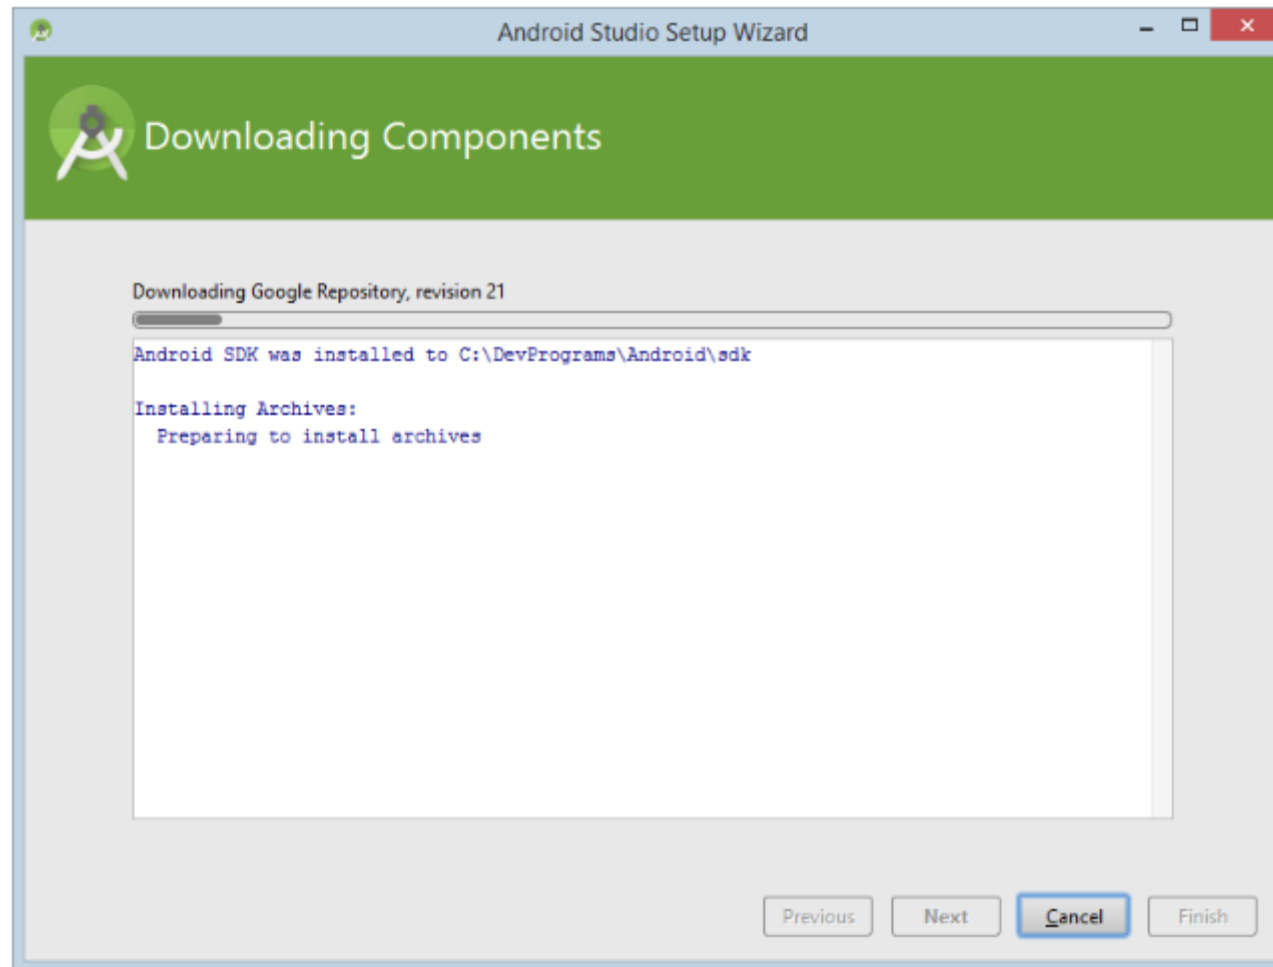 Android Studio Setup Wizard
Downloading Components
Downloading Google Repository, revision 21
Android SDK was installed to C:\DevPrograms\Android\sdk
Installing Archives:
Preparing to install archives
Previous Next Cancel Finish